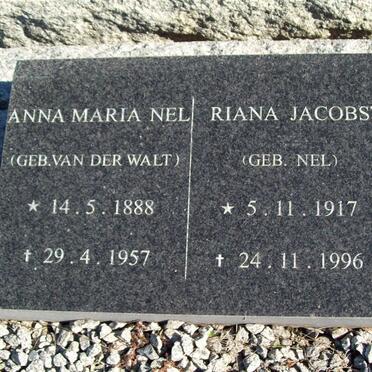 ANNA MARIA NEL
(GEB. VAN DER WALT)
★ 14.5.1888
✝ 29.4.1957
RIANA JACOBS
(GEB. NEL)
★ 5.11.1917
✝ 24.11.1996